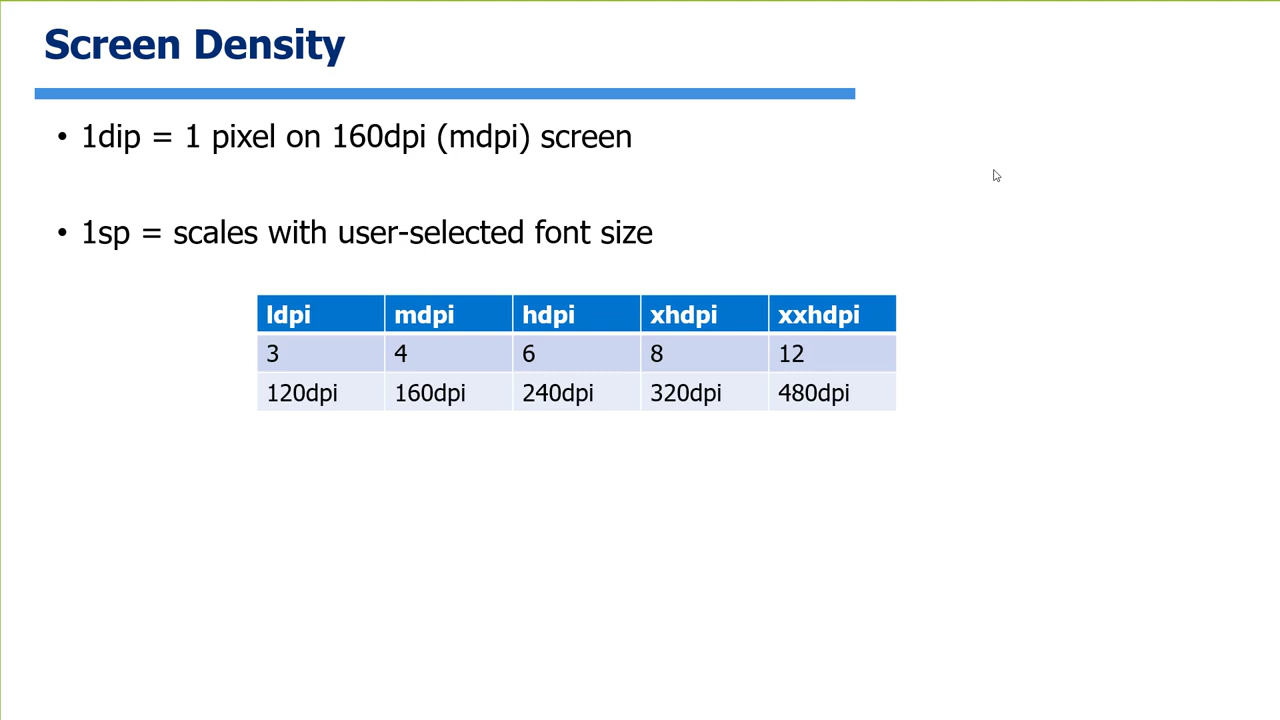 Screen Density
• 1dip = 1 pixel on 160dpi (mdpi) screen
• 1sp = scales with user-selected font size
ldpi mdpi hdpi xhdpi xxhdpi
3 4 6 8 12
120dpi 160dpi 240dpi 320dpi 480dpi